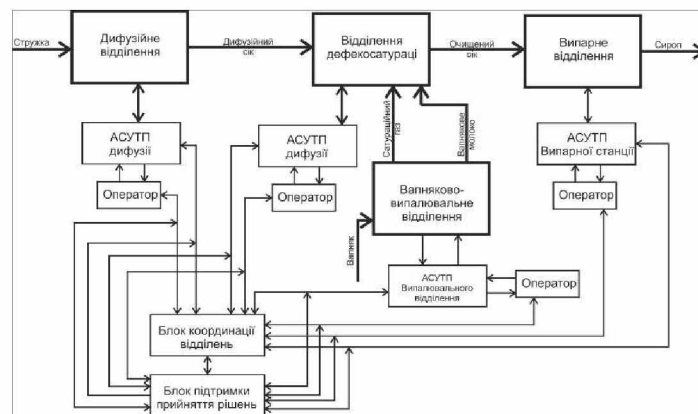 Стружка
Дифузійне
відділення
Дифузійний
сік
Відділення
дефекосатураці
Очищений
сік
Випарне
відділення
Сироп
АСУТП
дифузії
Оператор
АСУТП
дифузії
Оператор
Сатураційний
газ
Вапнякове
молоко
АСУТП
Випарної станції
Оператор
Вапняково-
випалювальне
відділення
Вапняк
АСУТП
Випалювального
відділення
Оператор
Блок координації
відділень
Блок підтримки
прийняття рішень